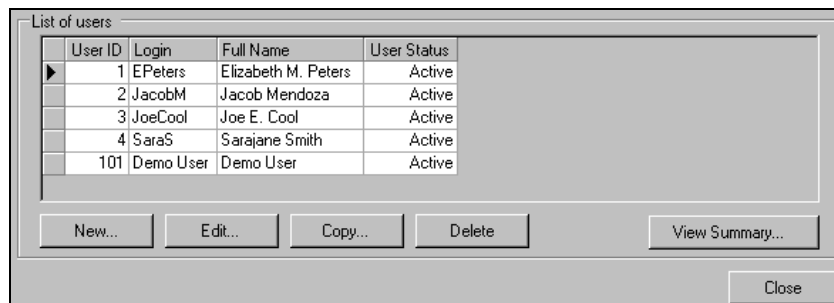 List of users
User ID Login Full Name User Status
1 EPeters Elizabeth M. Peters Active
2 JacobM Jacob Mendoza Active
3 JoeCool Joe E. Cool Active
4 SaraS Sarajane Smith Active
101 Demo User Demo User Active
New... Edit... Copy... Delete View Summary...
Close